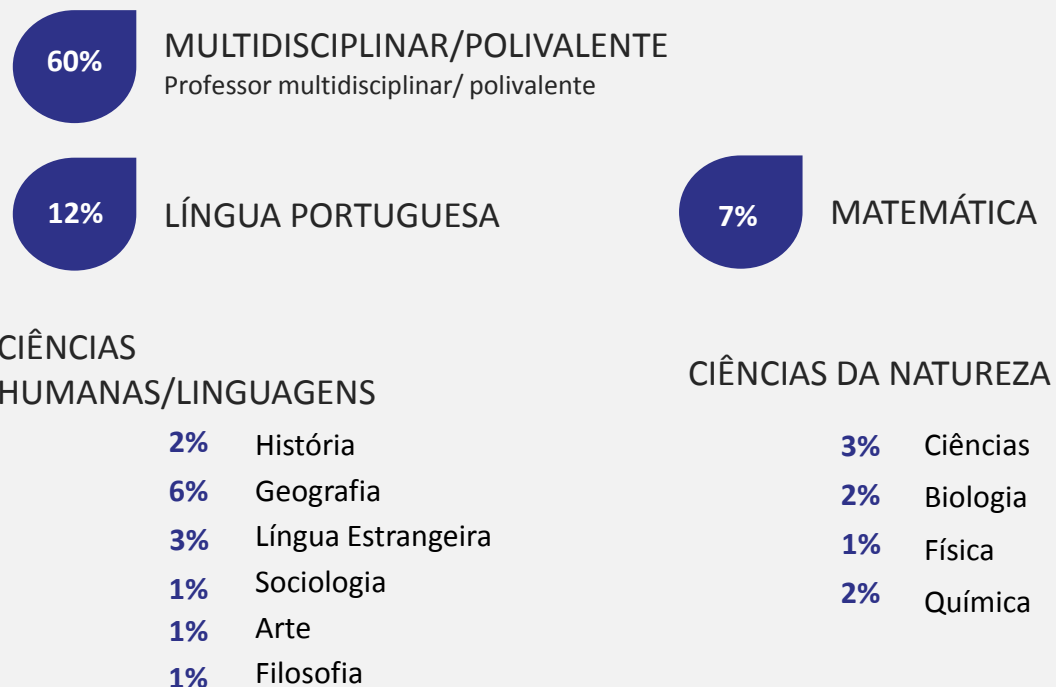 60%
MULTIDISCIPLINAR/POLIVALENTE
Professor multidisciplinar/ polivalente
12%
LÍNGUA PORTUGUESA
7%
MATEMÁTICA
CIÊNCIAS
HUMANAS/LINGUAGENS
2% História
6% Geografia
3% Língua Estrangeira
1% Sociologia
1% Arte
1% Filosofia
CIÊNCIAS DA NATUREZA
3% Ciências
2% Biologia
1% Física
2% Química